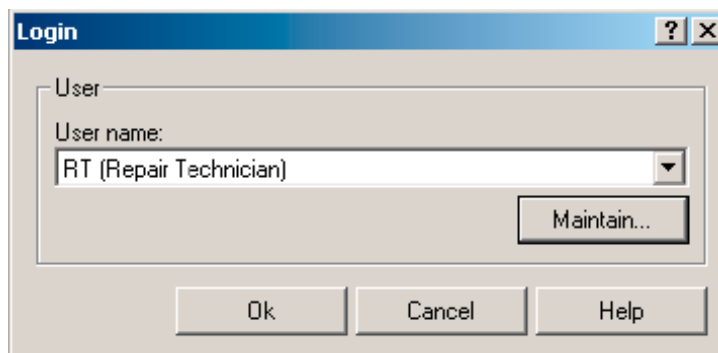 Login
User
User name:
RT (Repair Technician)
Maintain...
Ok Cancel Help